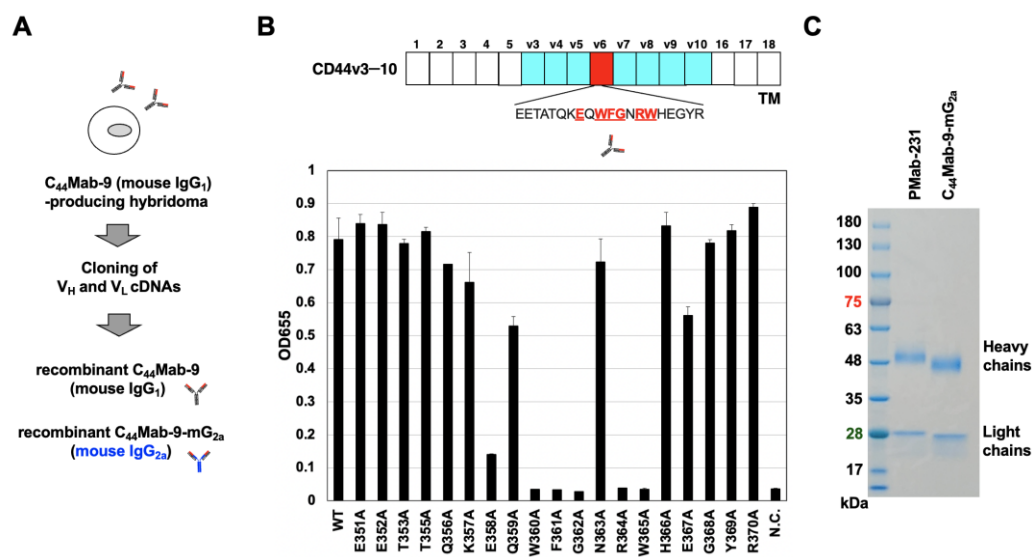 A
C₄₄Mab-9 (mouse IgG₁)
-producing hybridoma
Cloning of
V_H and V_L cDNAs
recombinant C₄₄Mab-9
(mouse IgG₁)
recombinant C₄₄Mab-9-mG₂ₐ
(mouse IgG₂ₐ)
B
1 2 3 4 5 v3 v4 v5 v6 v7 v8 v9 v10 16 17 18
CD44v3–10
TM
EETATQKEQWFGNRWHEGYR
OD655
1
0.9
0.8
0.7
0.6
0.5
0.4
0.3
0.2
0.1
0
WT
E351A
E352A
T353A
T355A
Q356A
K357A
E358A
Q359A
W360A
F361A
G362A
N363A
R364A
W365A
H366A
E367A
G368A
Y369A
R370A
N.C.
C
PMab-231
C₄₄Mab-9-mG₂ₐ
180
130
100
75
63
48
35
28
17
kDa
Heavy
chains
Light
chains